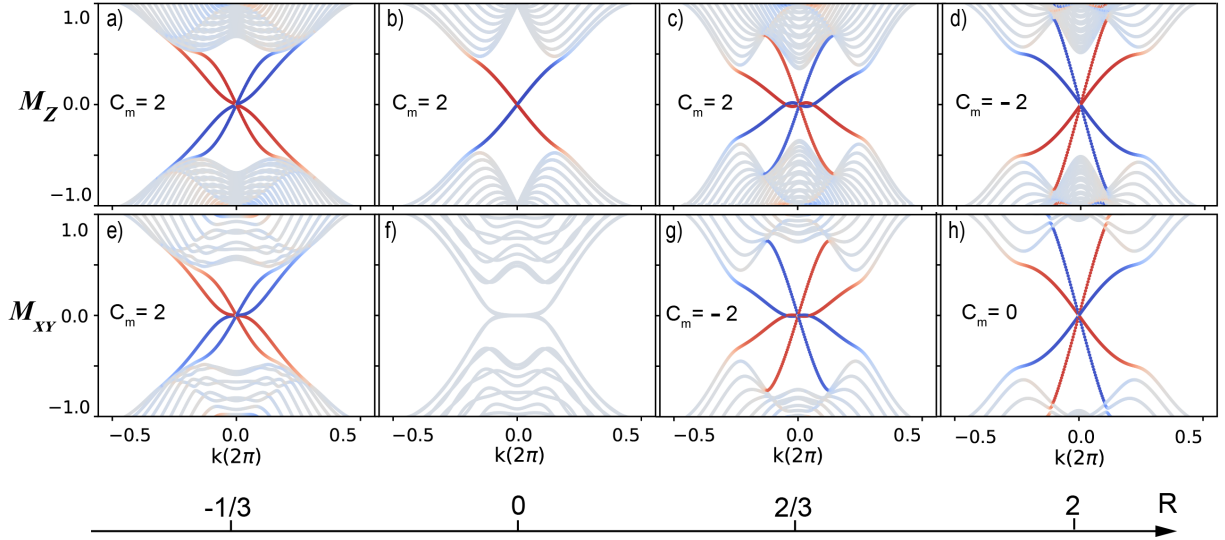 a) b) c) d)
1.0
M_Z 0.0 C_m = 2 C_m = 2 C_m = 2 C_m = - 2
−1.0
e) f) g) h)
1.0
M_XY 0.0 C_m = 2 C_m = - 2 C_m = 0
−1.0
−0.5 0.0 0.5 −0.5 0.0 0.5 −0.5 0.0 0.5 −0.5 0.0 0.5
k(2π) k(2π) k(2π) k(2π)
-1/3 0 2/3 2 R